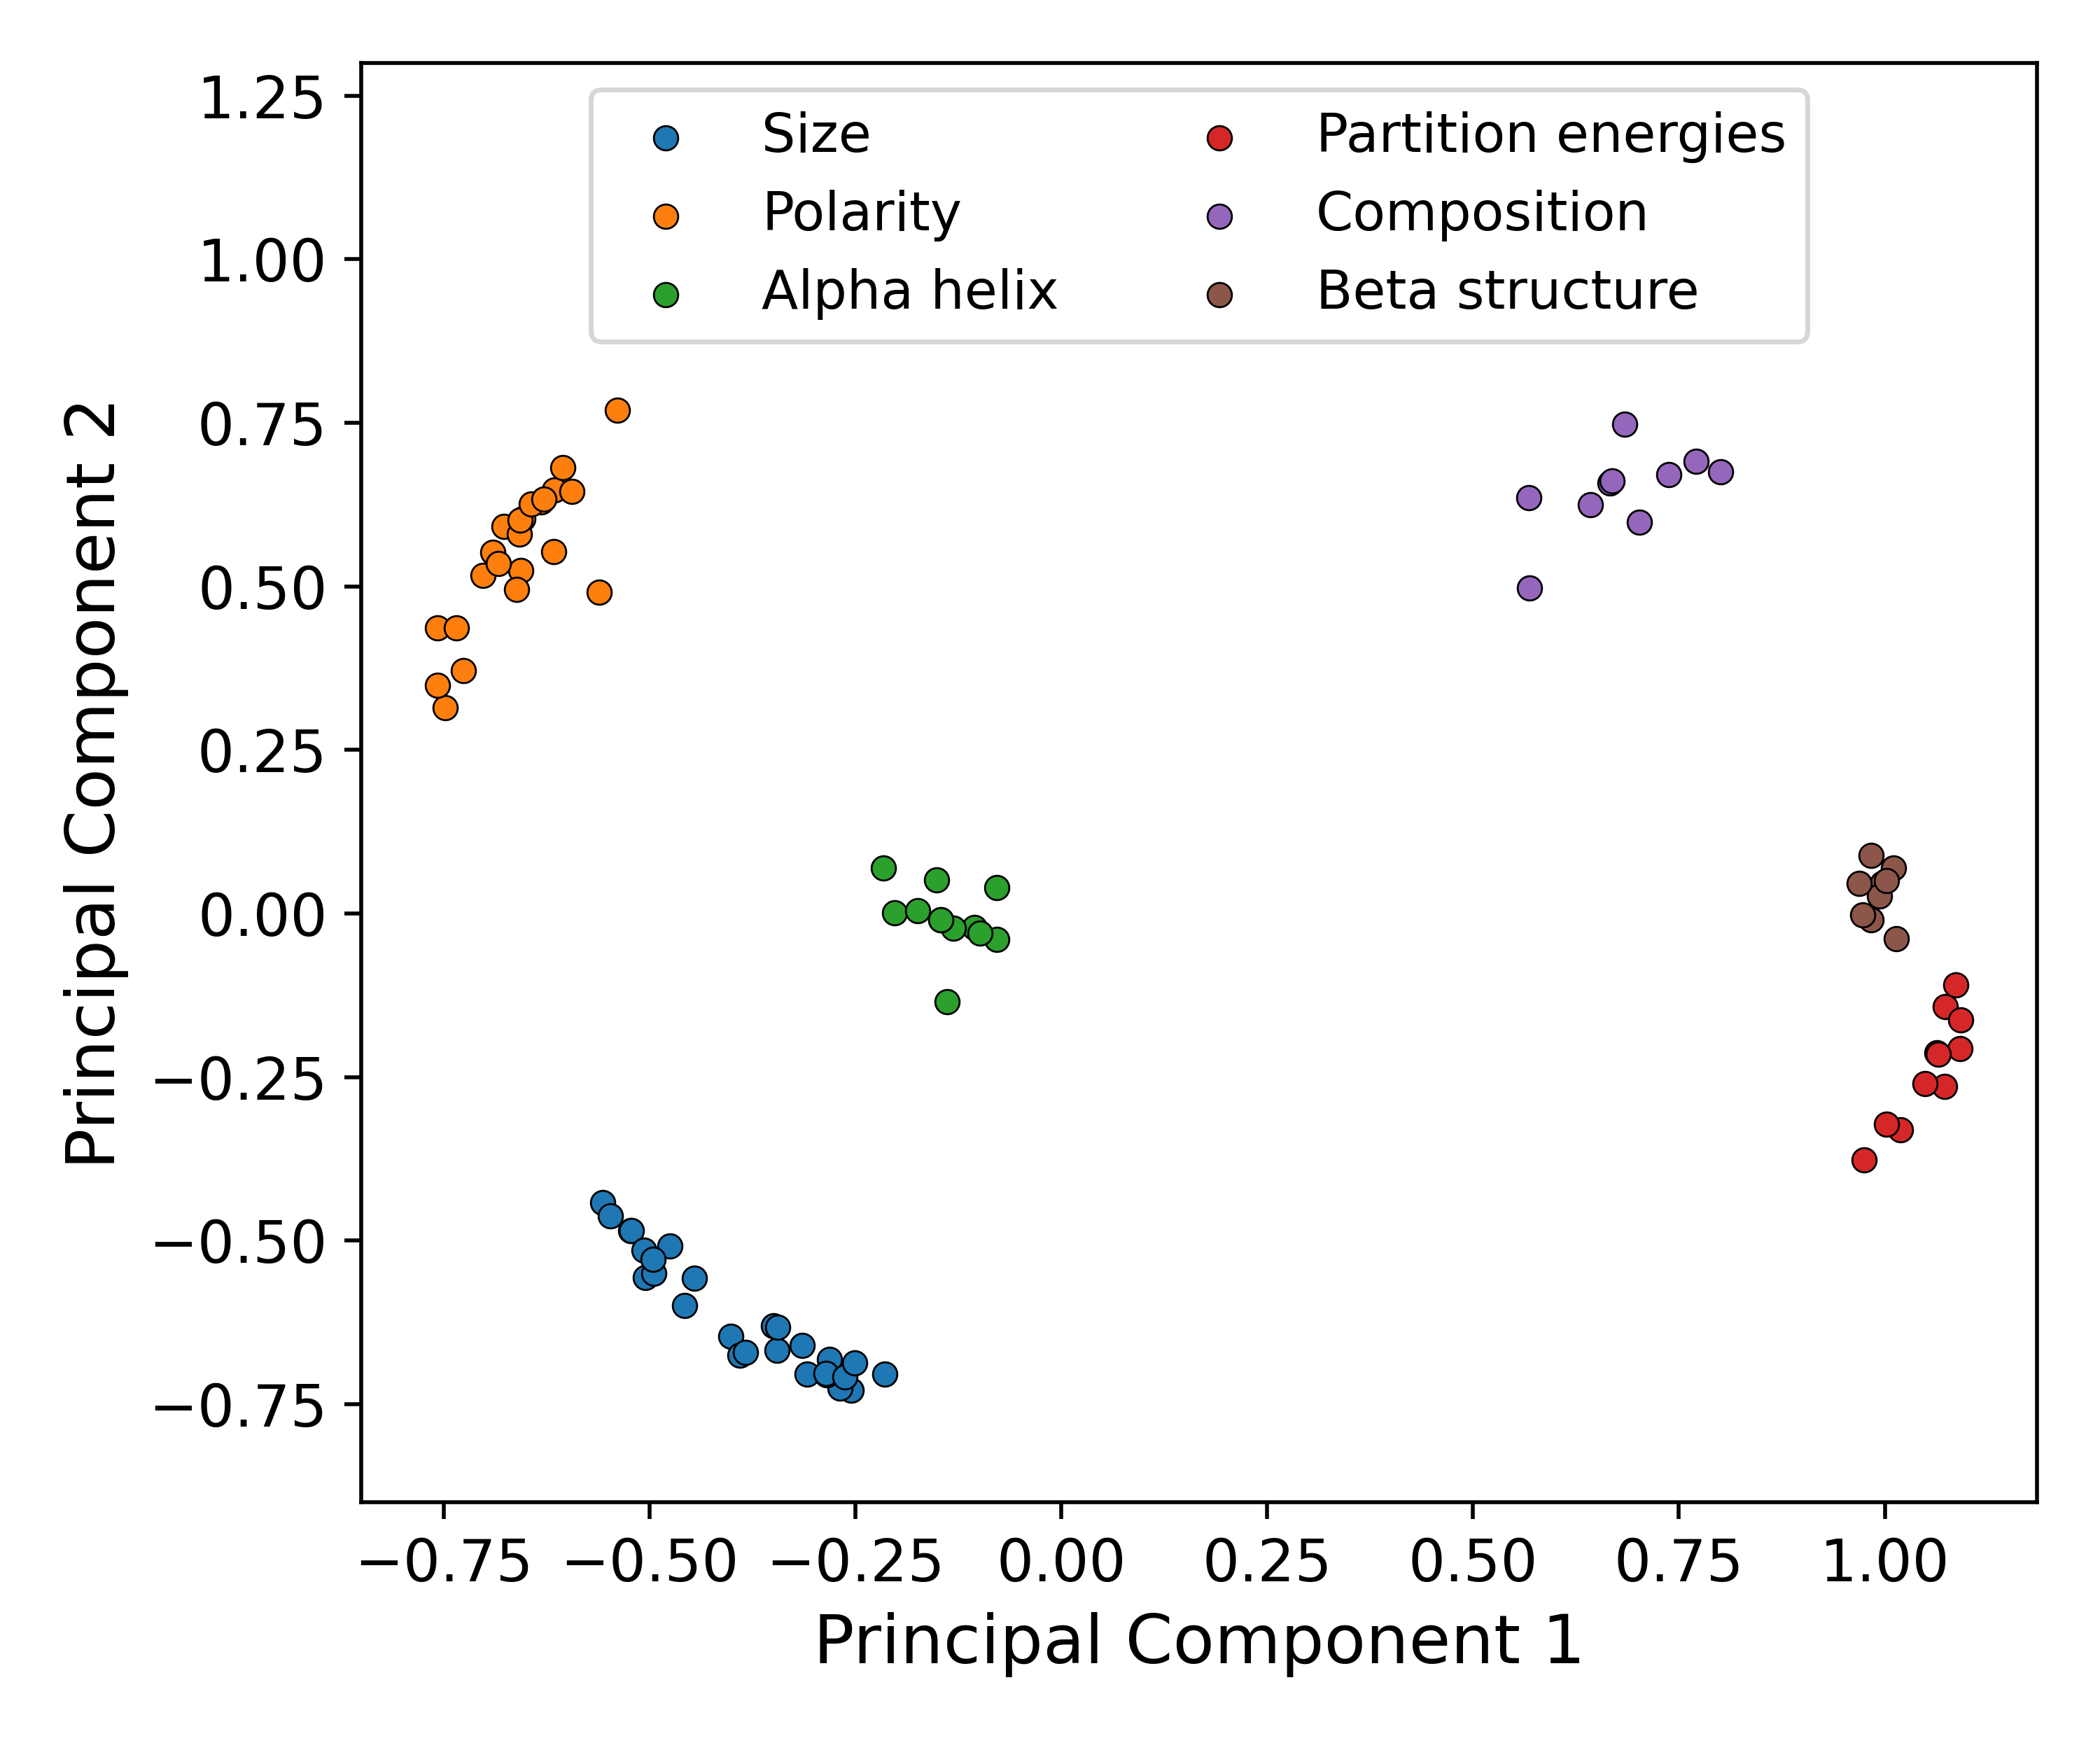 1.25
1.00
0.75
0.50
0.25
0.00
−0.25
−0.50
−0.75
Principal Component 2
Size
Polarity
Alpha helix
Partition energies
Composition
Beta structure
−0.75 −0.50 −0.25 0.00 0.25 0.50 0.75 1.00
Principal Component 1